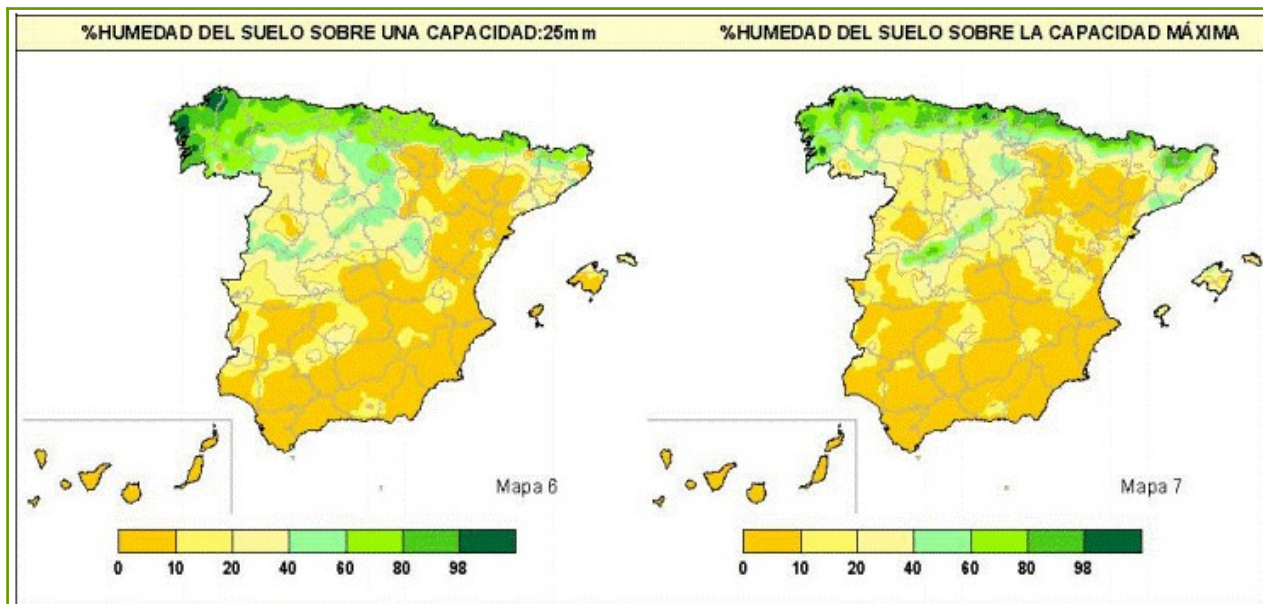 %HUMEDAD DEL SUELO SOBRE UNA CAPACIDAD:25mm
%HUMEDAD DEL SUELO SOBRE LA CAPACIDAD MÁXIMA
Mapa 6
Mapa 7
0 10 20 40 60 80 98
0 10 20 40 60 80 98